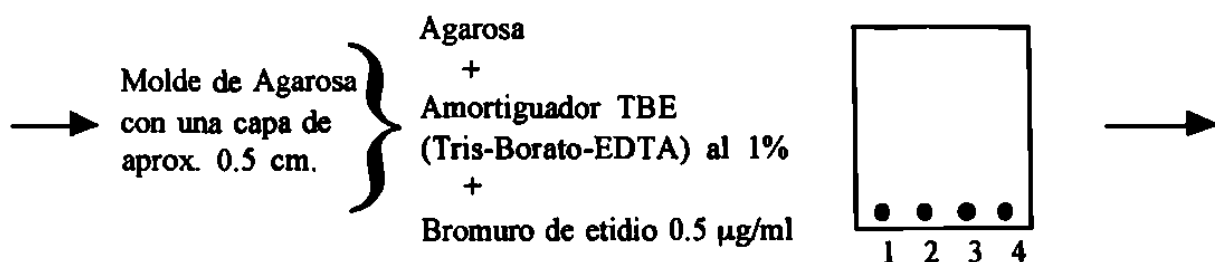 Molde de Agarosa
con una capa de
aprox. 0.5 cm.
Agarosa
+
Amortiguador TBE
(Tris-Borato-EDTA) al 1%
+
Bromuro de etidio 0.5 μg/ml
1 2 3 4